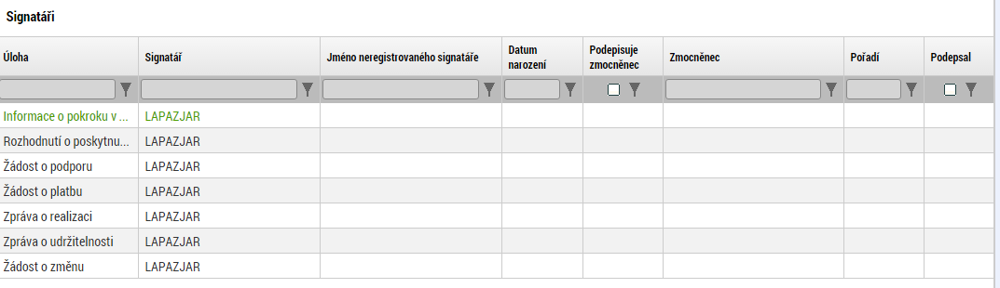 Signatáři
Úloha
Signatář
Jméno neregistrovaného signatáře
Datum
narození
Podepisuje
zmocněnec
Zmocněnec
Pořadí
Podepsal
Informace o pokroku v ... LAPAZJAR
Rozhodnutí o poskytnu... LAPAZJAR
Žádost o podporu LAPAZJAR
Žádost o platbu LAPAZJAR
Zpráva o realizaci LAPAZJAR
Zpráva o udržitelnosti LAPAZJAR
Žádost o změnu LAPAZJAR